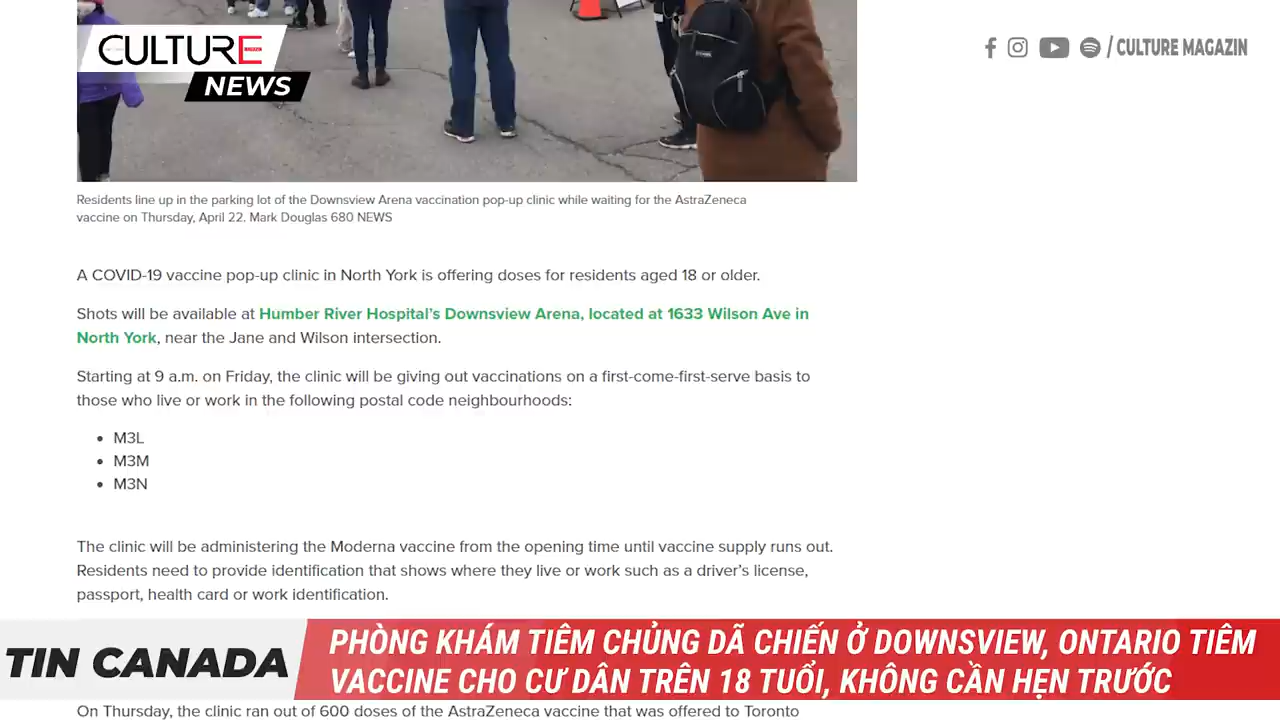 CULTURE
NEWS
/ CULTURE MAGAZIN
Residents line up in the parking lot of the Downsview Arena vaccination pop-up clinic while waiting for the AstraZeneca
vaccine on Thursday, April 22. Mark Douglas 680 NEWS
A COVID-19 vaccine pop-up clinic in North York is offering doses for residents aged 18 or older.
Shots will be available at Humber River Hospital’s Downsview Arena, located at 1633 Wilson Ave in
North York, near the Jane and Wilson intersection.
Starting at 9 a.m. on Friday, the clinic will be giving out vaccinations on a first-come-first-serve basis to
those who live or work in the following postal code neighbourhoods:
• M3L
• M3M
• M3N
The clinic will be administering the Moderna vaccine from the opening time until vaccine supply runs out.
Residents need to provide identification that shows where they live or work such as a driver’s license,
passport, health card or work identification.
TIN CANADA
PHÒNG KHÁM TIÊM CHỦNG DÃ CHIẾN Ở DOWNSVIEW, ONTARIO TIÊM
VACCINE CHO CƯ DÂN TRÊN 18 TUỔI, KHÔNG CẦN HẸN TRƯỚC
On Thursday, the clinic ran out of 600 doses of the AstraZeneca vaccine that was offered to Toronto